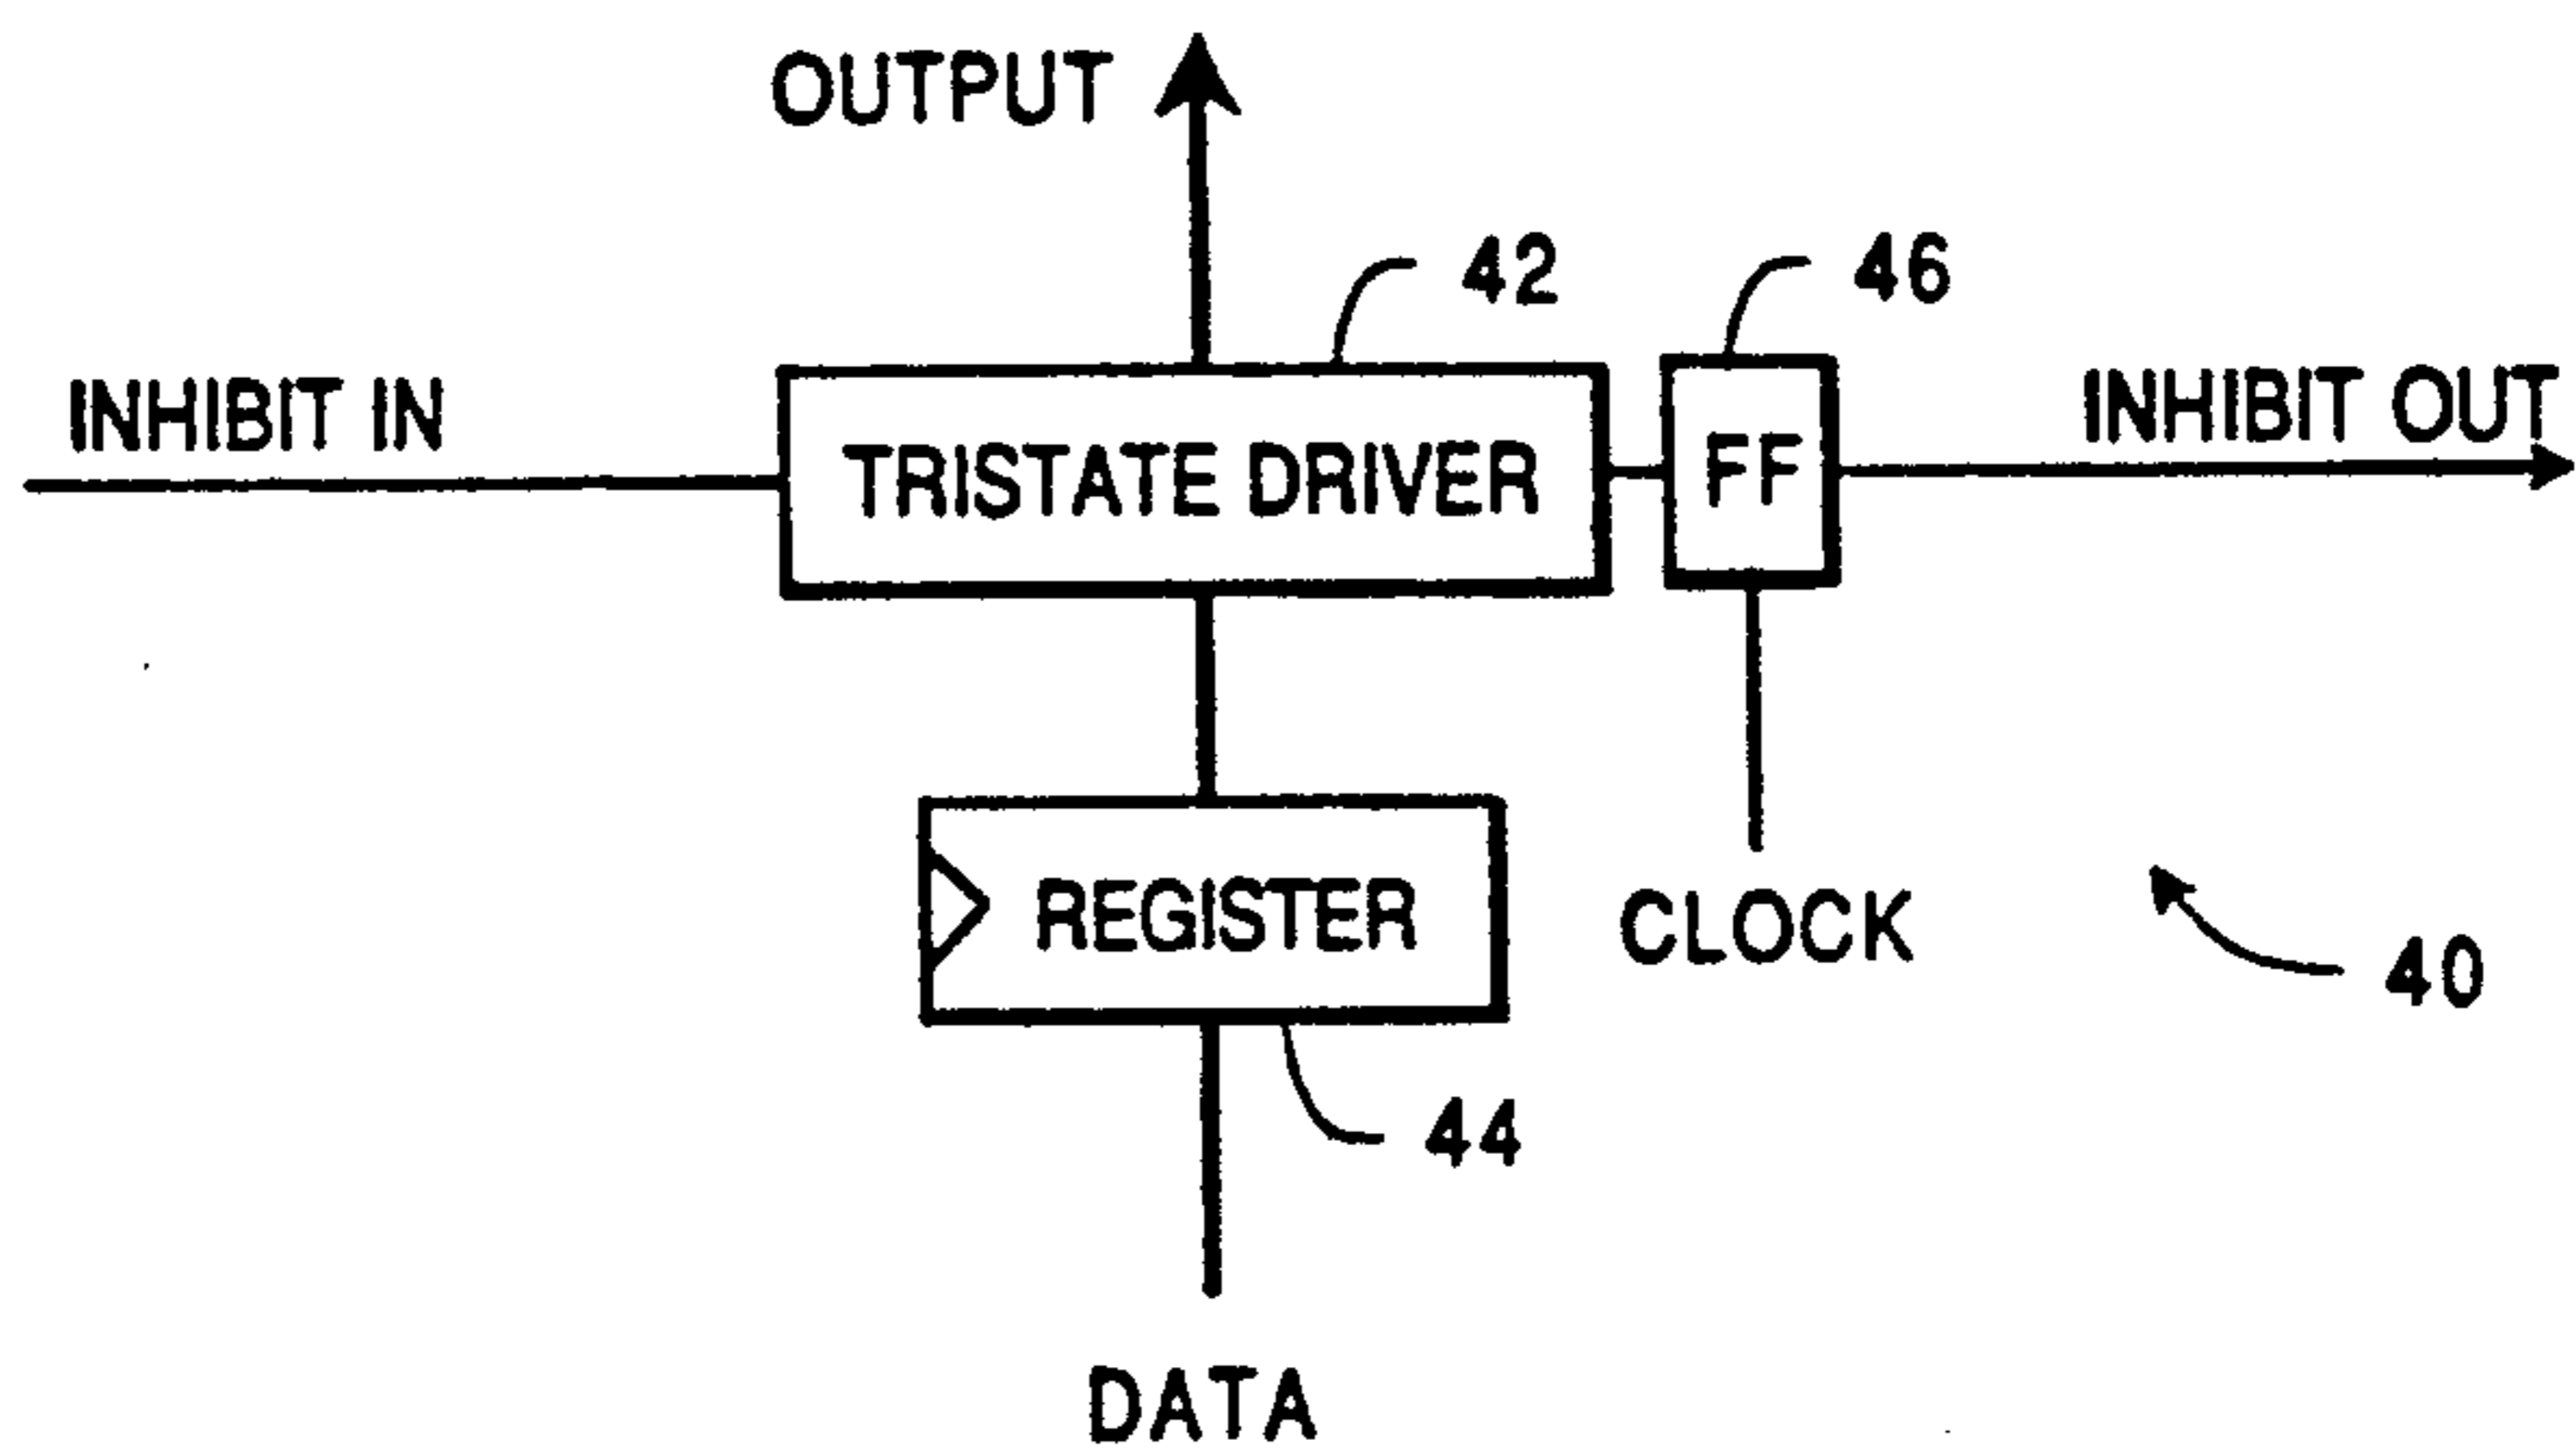 OUTPUT
42
46
INHIBIT IN
INHIBIT OUT
TRISTATE DRIVER
FF
REGISTER
CLOCK
40
44
DATA